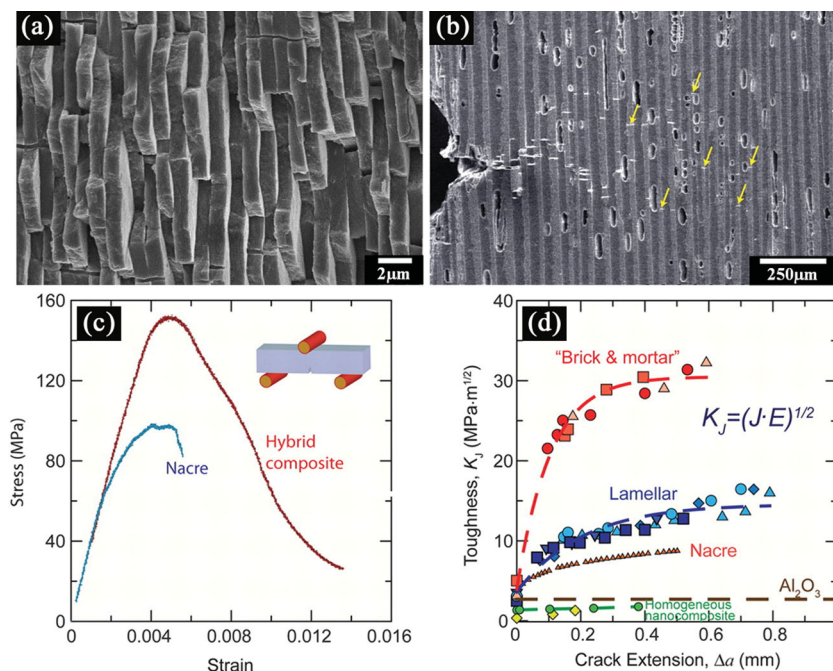 (a)
2μm
(b)
250μm
(c)
160
120
80
40
0
Stress (MPa)
Hybrid
composite
Nacre
0
0.004
0.008
0.012
0.016
Strain
(d)
40
30
20
10
0
Toughness, K_J (MPa·m^1/2)
"Brick & mortar"
K_J=(J·E)^1/2
Lamellar
Nacre
Al₂O₃
Homogeneous
nanocomposite
0
0.2
0.4
0.6
0.8
Crack Extension, Δa (mm)